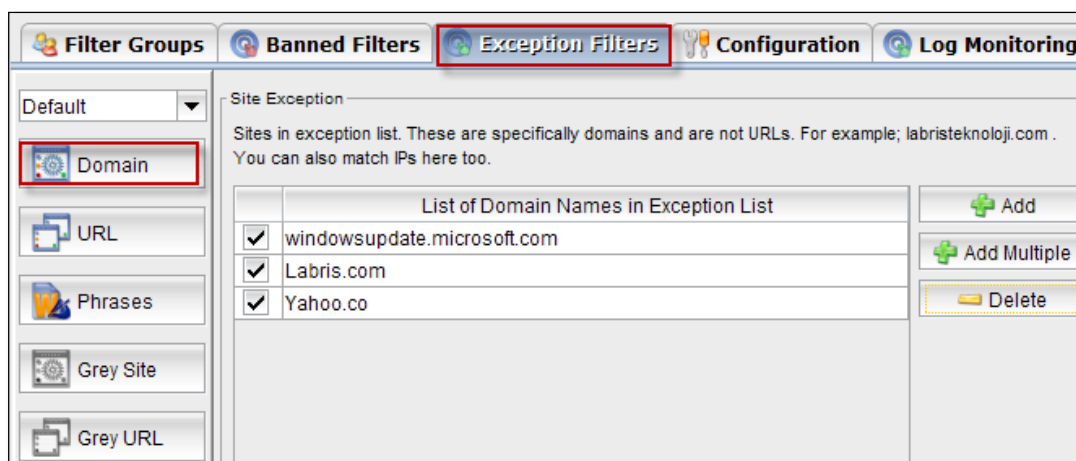 Filter Groups
Banned Filters
Exception Filters
Configuration
Log Monitoring
Default
Domain
URL
Phrases
Grey Site
Grey URL
Site Exception
Sites in exception list. These are specifically domains and are not URLs. For example; labristeknoloji.com .
You can also match IPs here too.
List of Domain Names in Exception List
windowsupdate.microsoft.com
Labris.com
Yahoo.co
Add
Add Multiple
Delete